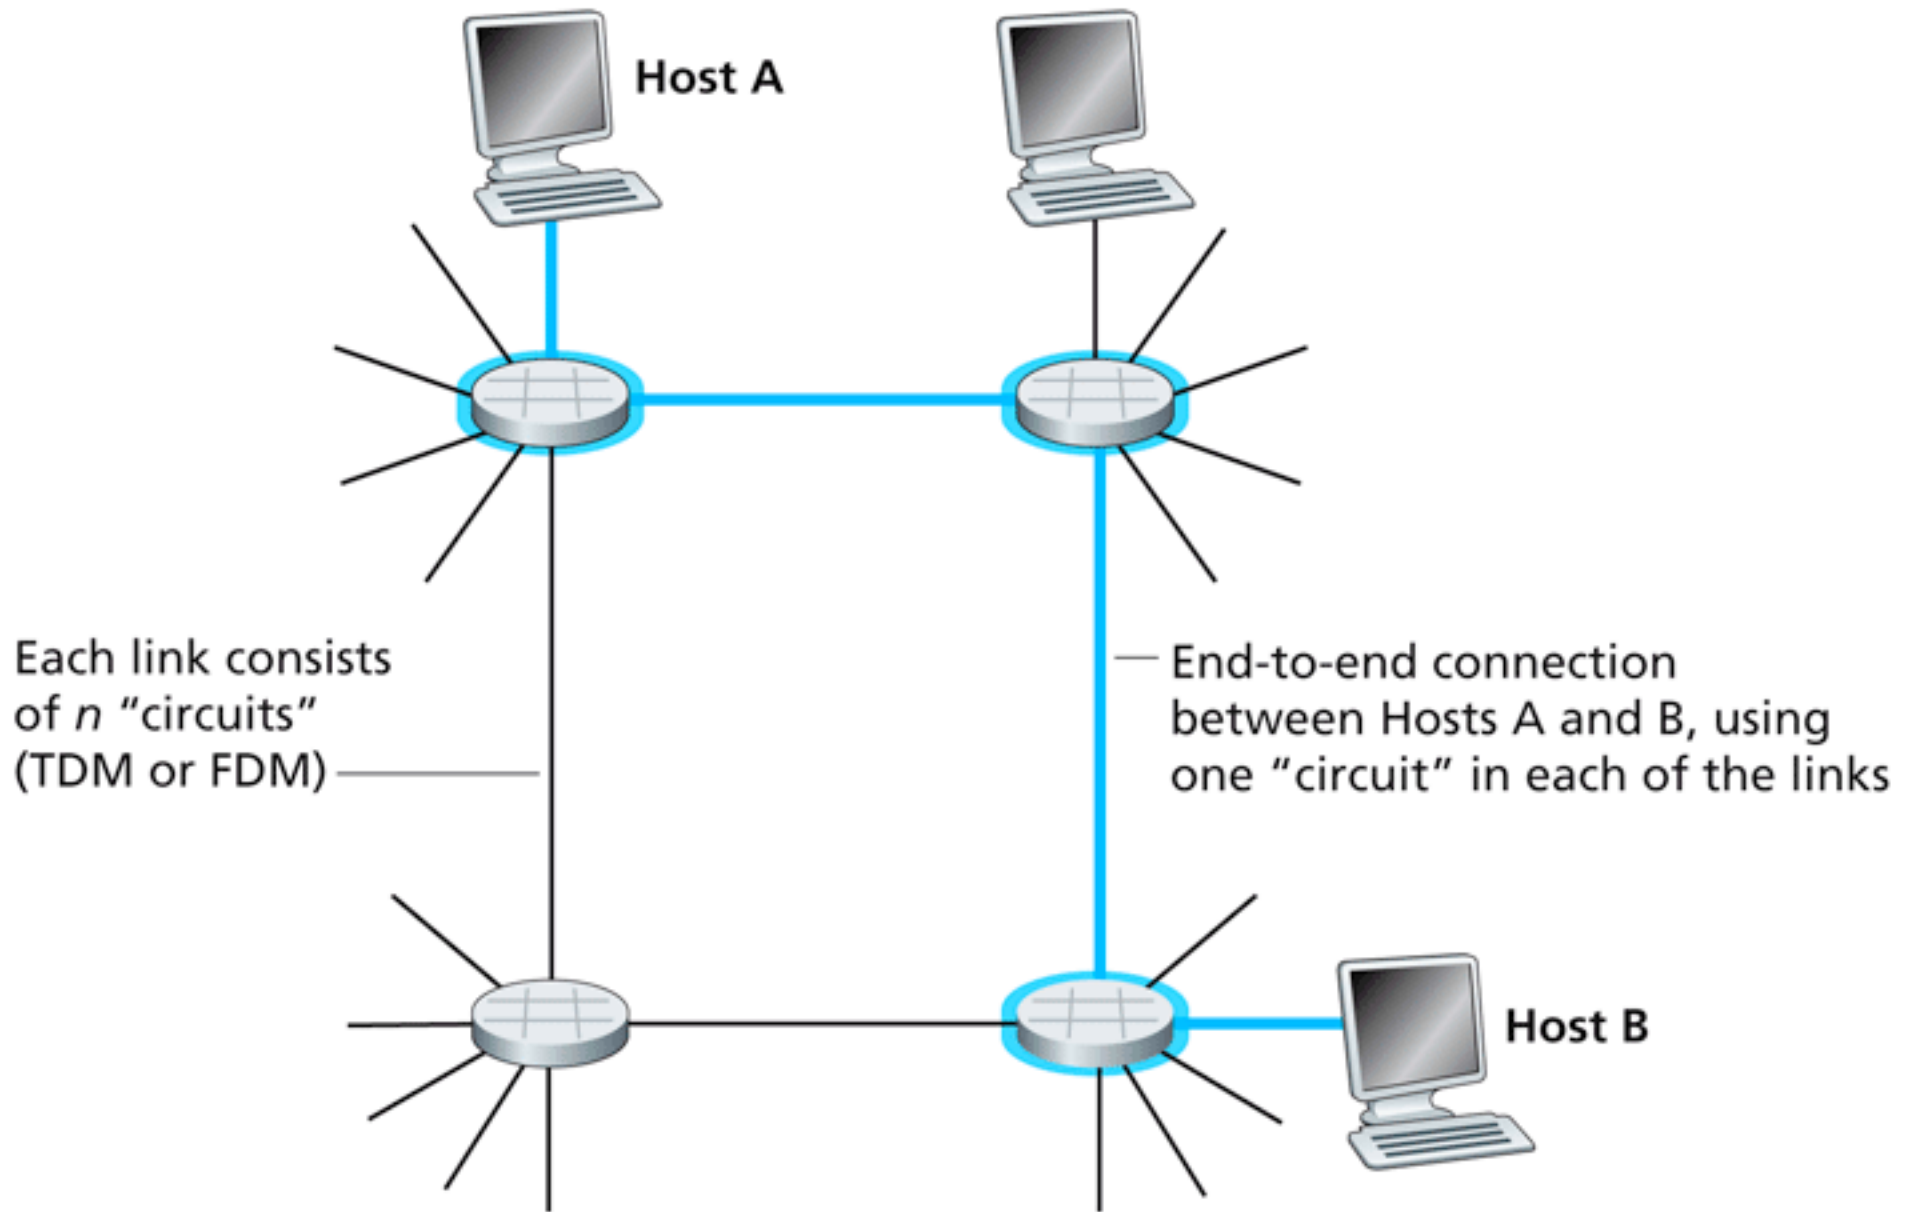 Host A
Each link consists
of n “circuits”
(TDM or FDM)
End-to-end connection
between Hosts A and B, using
one “circuit” in each of the links
Host B